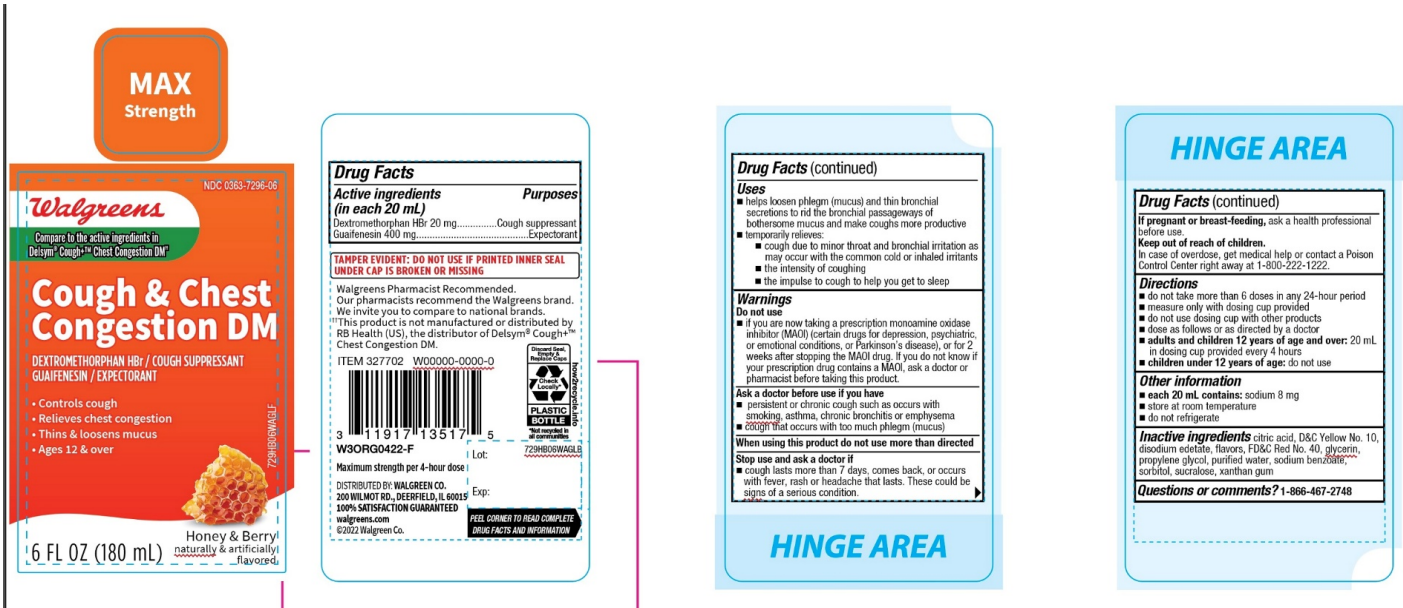 MAX
Strength
NDC 0363-7296-06
Walgreens
Compare to the active ingredients in
Delsym® Cough+™ Chest Congestion DM††
Cough & Chest
Congestion DM
DEXTROMETHORPHAN HBr / COUGH SUPPRESSANT
GUAIFENESIN / EXPECTORANT
• Controls cough
• Relieves chest congestion
• Thins & loosens mucus
• Ages 12 & over
729HB06WAGLF
Honey & Berry
naturally & artificially
flavored
6 FL OZ (180 mL)
Drug Facts
Active ingredients Purposes
(in each 20 mL)
Dextromethorphan HBr 20 mg...............Cough suppressant
Guaifenesin 400 mg..........................................Expectorant
TAMPER EVIDENT: DO NOT USE IF PRINTED INNER SEAL
UNDER CAP IS BROKEN OR MISSING
Walgreens Pharmacist Recommended.
Our pharmacists recommend the Walgreens brand.
We invite you to compare to national brands.
††This product is not manufactured or distributed by
RB Health (US), the distributor of Delsym® Cough+™
Chest Congestion DM.
ITEM 327702 W00000-0000-0
Discard Seal,
Empty &
Replace Caps
Check
Locally*
PLASTIC
BOTTLE
*Not recycled in
all communities
how2recycle.info
3 11917 13517 5
W3ORG0422-F
Lot: 729HB06WAGLB
Exp:
Maximum strength per 4-hour dose
DISTRIBUTED BY: WALGREEN CO.
200 WILMOT RD., DEERFIELD, IL 60015
100% SATISFACTION GUARANTEED
walgreens.com
©2022 Walgreen Co.
PEEL CORNER TO READ COMPLETE
DRUG FACTS AND INFORMATION
Drug Facts (continued)
Uses
■ helps loosen phlegm (mucus) and thin bronchial
secretions to rid the bronchial passageways of
bothersome mucus and make coughs more productive
■ temporarily relieves:
■ cough due to minor throat and bronchial irritation as
may occur with the common cold or inhaled irritants
■ the intensity of coughing
■ the impulse to cough to help you get to sleep
Warnings
Do not use
■ if you are now taking a prescription monoamine oxidase
inhibitor (MAOI) (certain drugs for depression, psychiatric,
or emotional conditions, or Parkinson's disease), or for 2
weeks after stopping the MAOI drug. If you do not know if
your prescription drug contains a MAOI, ask a doctor or
pharmacist before taking this product.
Ask a doctor before use if you have
■ persistent or chronic cough such as occurs with
smoking, asthma, chronic bronchitis or emphysema
■ cough that occurs with too much phlegm (mucus)
When using this product do not use more than directed
Stop use and ask a doctor if
■ cough lasts more than 7 days, comes back, or occurs
with fever, rash or headache that lasts. These could be
signs of a serious condition.
HINGE AREA
HINGE AREA
Drug Facts (continued)
If pregnant or breast-feeding, ask a health professional
before use.
Keep out of reach of children.
In case of overdose, get medical help or contact a Poison
Control Center right away at 1-800-222-1222.
Directions
■ do not take more than 6 doses in any 24-hour period
■ measure only with dosing cup provided
■ do not use dosing cup with other products
■ dose as follows or as directed by a doctor
■ adults and children 12 years of age and over: 20 mL
in dosing cup provided every 4 hours
■ children under 12 years of age: do not use
Other information
■ each 20 mL contains: sodium 8 mg
■ store at room temperature
■ do not refrigerate
Inactive ingredients citric acid, D&C Yellow No. 10,
disodium edetate, flavors, FD&C Red No. 40, glycerin,
propylene glycol, purified water, sodium benzoate,
sorbitol, sucralose, xanthan gum
Questions or comments? 1-866-467-2748